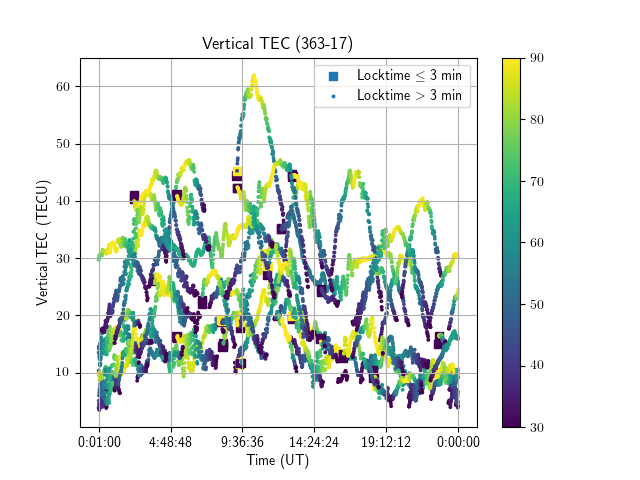 Vertical TEC (363-17)
Locktime ≤ 3 min
Locktime > 3 min
60
50
40
30
20
10
Vertical TEC (TECU)
0:01:00 4:48:48 9:36:36 14:24:24 19:12:12 0:00:00
Time (UT)
90
80
70
60
50
40
30